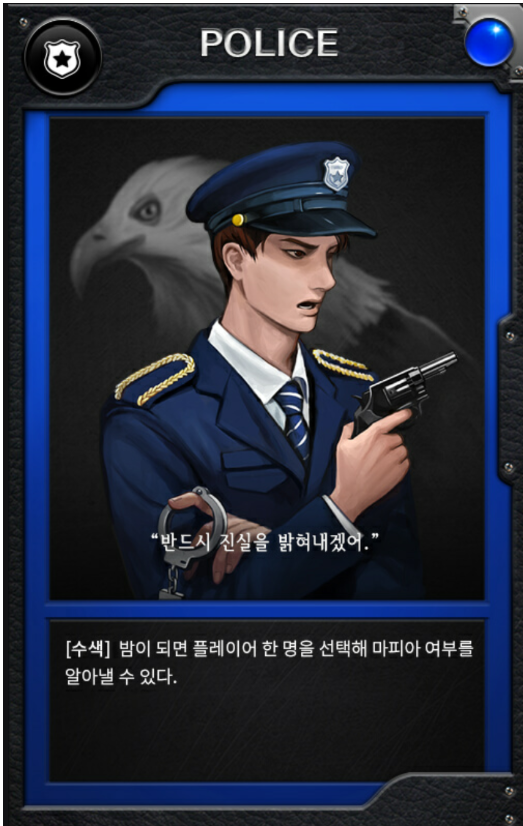 POLICE
“반드시 진실을 밝혀내겠어.”
[수색] 밤이 되면 플레이어 한 명을 선택해 마피아 여부를
알아낼 수 있다.